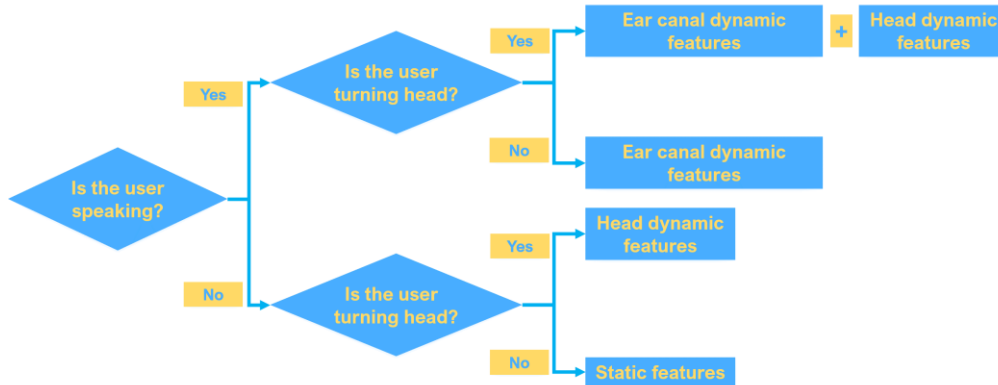 Yes
Ear canal dynamic
features
+
Head dynamic
features
Is the user
turning head?
Yes
No
Ear canal dynamic
features
Is the user
speaking?
Head dynamic
features
Yes
No
Is the user
turning head?
No
Static features